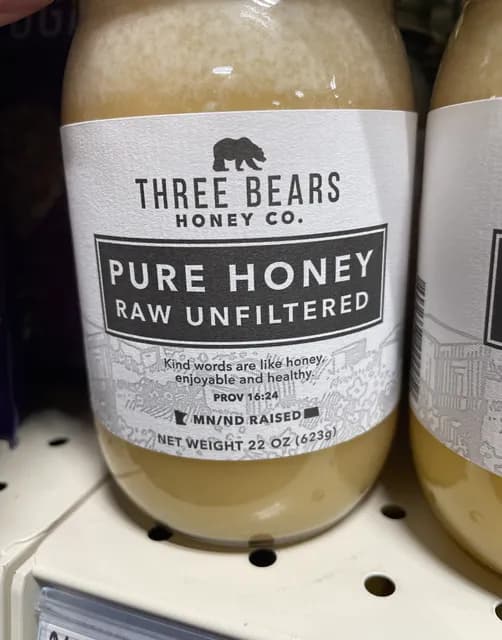 THREE BEARS
HONEY CO.
PURE HONEY
RAW UNFILTERED
Kind words are like honey,
enjoyable and healthy.
PROV 16:24
MN/ND RAISED
NET WEIGHT 22 OZ (623g)